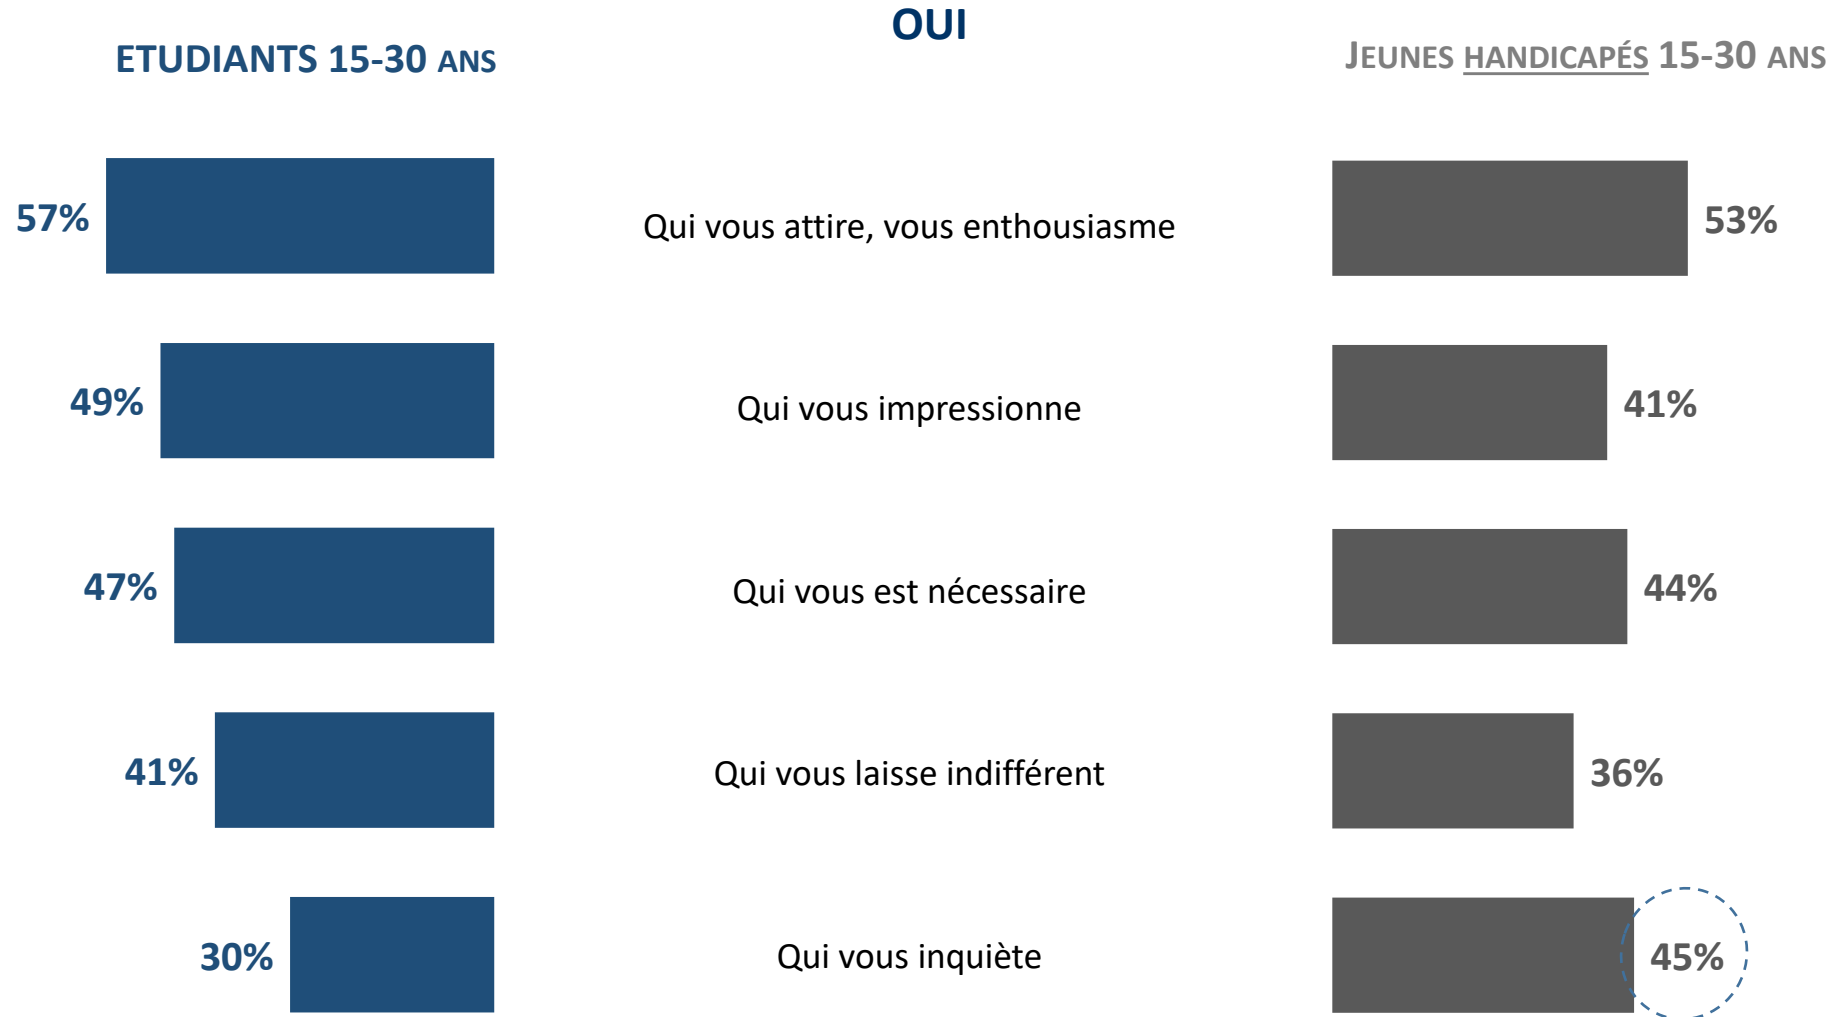 OUI
ETUDIANTS 15-30 ANS
JEUNES HANDICAPÉS 15-30 ANS
57%
Qui vous attire, vous enthousiasme
53%
49%
Qui vous impressionne
41%
47%
Qui vous est nécessaire
44%
41%
Qui vous laisse indifférent
36%
30%
Qui vous inquiète
45%